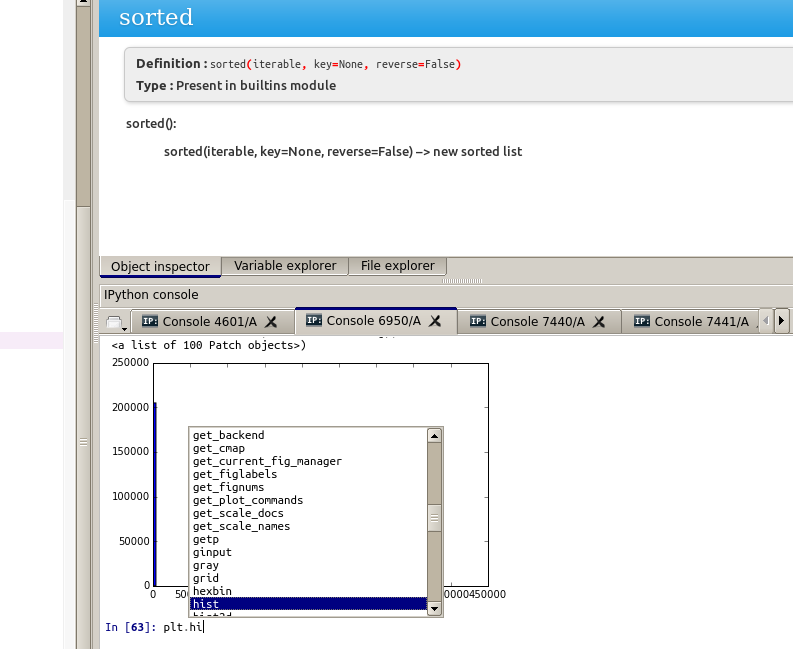 sorted
Definition : sorted(iterable, key=None, reverse=False)
Type : Present in builtins module
sorted():
sorted(iterable, key=None, reverse=False) –> new sorted list
Object inspector Variable explorer File explorer
IPython console
IP: Console 4601/A IP: Console 6950/A IP: Console 7440/A IP: Console 7441/A
<a list of 100 Patch objects>)
250000
200000
150000
100000
50000
0
0 450000
get_backend
get_cmap
get_current_fig_manager
get_figlabels
get_fignums
get_plot_commands
get_scale_docs
get_scale_names
getp
ginput
gray
grid
hexbin
hist
In [63]: plt.hi